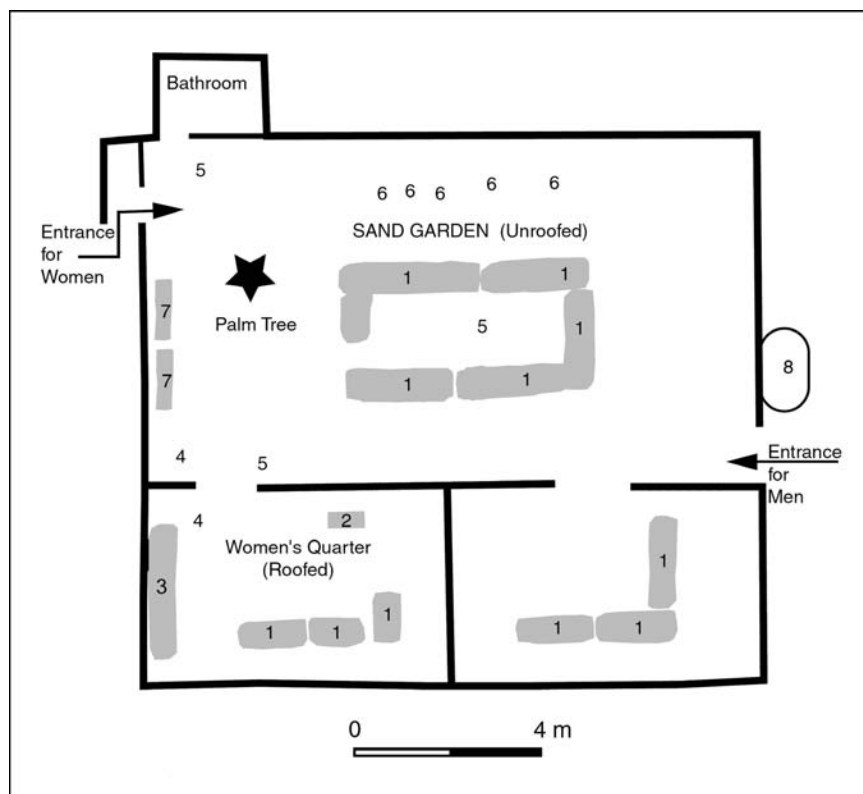 Bathroom
5
6 6 6 6 6
Entrance
for
Women
SAND GARDEN (Unroofed)
1 1
7
Palm Tree
5
1
7
1 1
8
4
5
Entrance
for
Men
4
2
Women's Quarter
(Roofed)
3
1
1 1 1
1 1
0 4 m